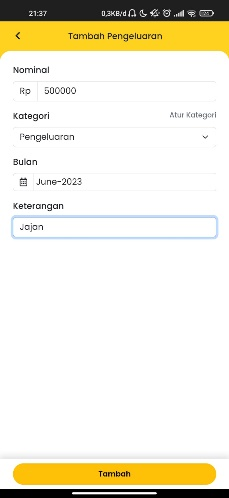 21:37
0,3KB/d
Tambah Pengeluaran
Nominal
Rp 500000
Kategori Atur Kategori
Pengeluaran
Bulan
June-2023
Keterangan
Jajan
Tambah